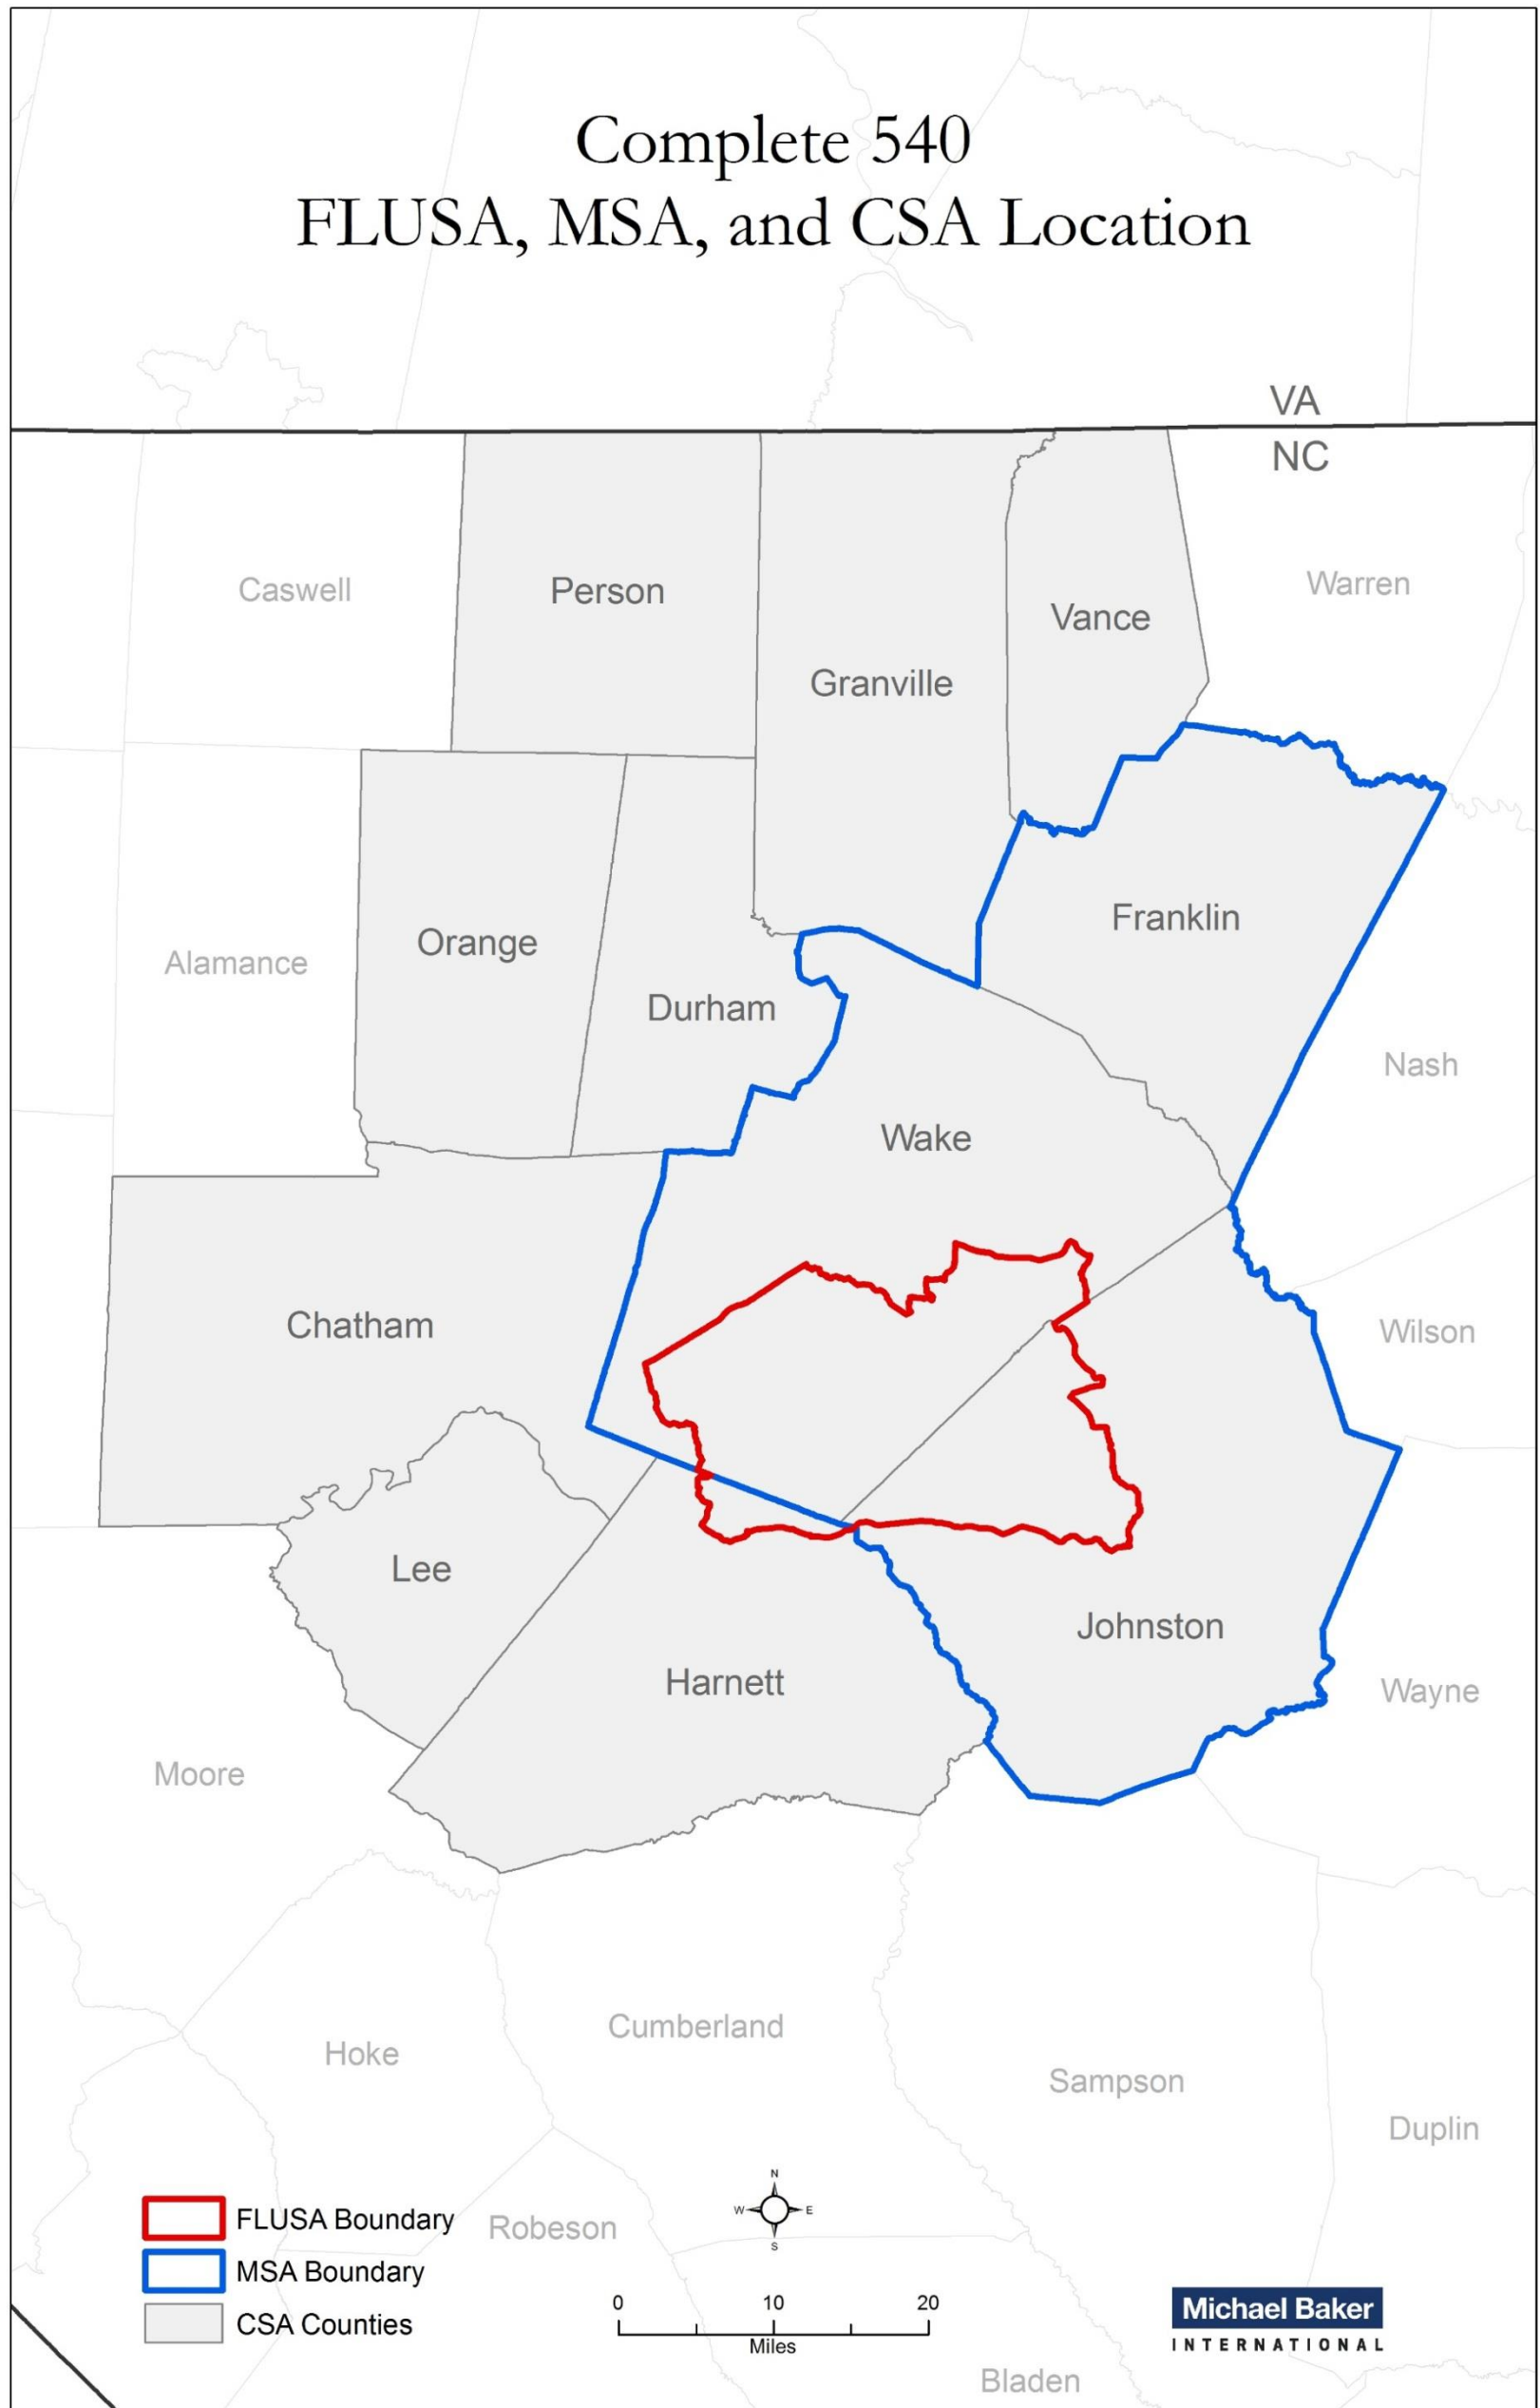 Complete 540
FLUSA, MSA, and CSA Location
VA
NC
Caswell
Person
Warren
Vance
Granville
Franklin
Orange
Alamance
Durham
Nash
Wake
Chatham
Wilson
Lee
Johnston
Harnett
Wayne
Moore
Cumberland
Hoke
Sampson
Duplin
N
W E
S
FLUSA Boundary
Robeson
MSA Boundary
CSA Counties
0 10 20
Miles
Michael Baker
INTERNATIONAL
Bladen